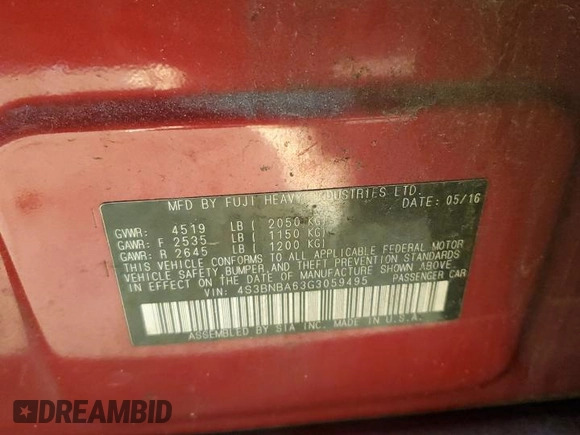 MFD BY FUJI HEAVY INDUSTRIES LTD.
DATE: 05/16
GVWR: 4519 LB ( 2050 KG)
GAWR: F 2535 LB ( 1150 KG)
GAWR: R 2645 LB ( 1200 KG)
THIS VEHICLE CONFORMS TO ALL APPLICABLE FEDERAL MOTOR
VEHICLE SAFETY, BUMPER, AND THEFT PREVENTION STANDARDS
IN EFFECT ON THE DATE OF MANUFACTURE SHOWN ABOVE.
VIN: 4S3BNBA63G3059495 PASSENGER CAR
ASSEMBLED BY SIA INC. MADE IN U.S.A.
DREAMBID